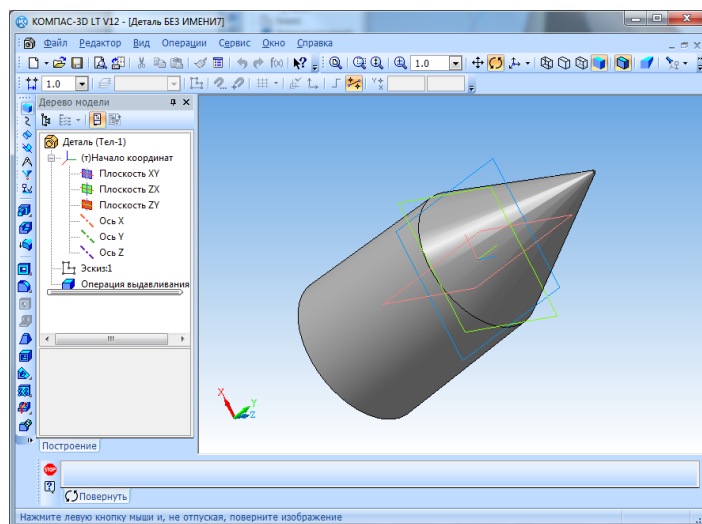 КОМПАС-3D LT V12 - [Деталь БЕЗ ИМЕНИ7]
Файл Редактор Вид Операции Сервис Окно Справка
f(x) 1.0
1.0
Дерево модели
Деталь (Тел-1)
(т)Начало координат
Плоскость XY
Плоскость ZX
Плоскость ZY
Ось X
Ось Y
Ось Z
Эскиз:1
Операция выдавливания
X
Y
Z
Построение
STOP
Повернуть
Нажмите левую кнопку мыши и, не отпуская, поверните изображение